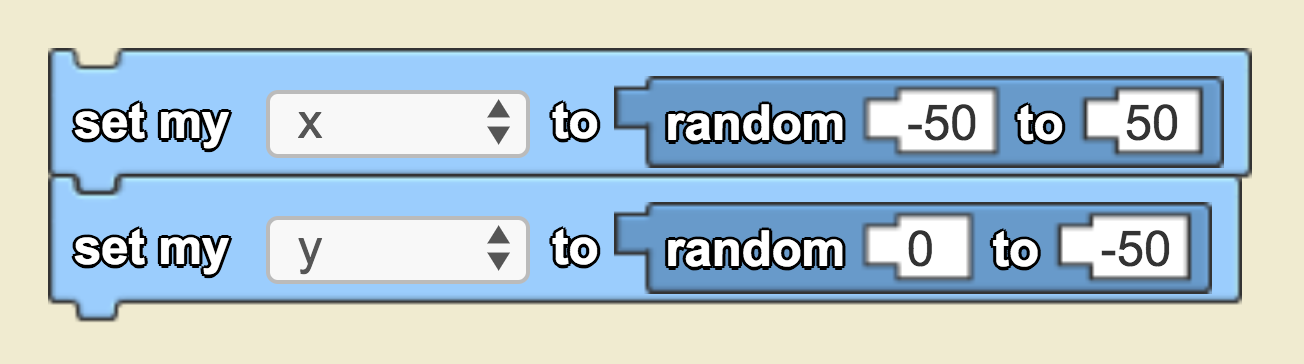 set my x to random -50 to 50
set my y to random 0 to -50